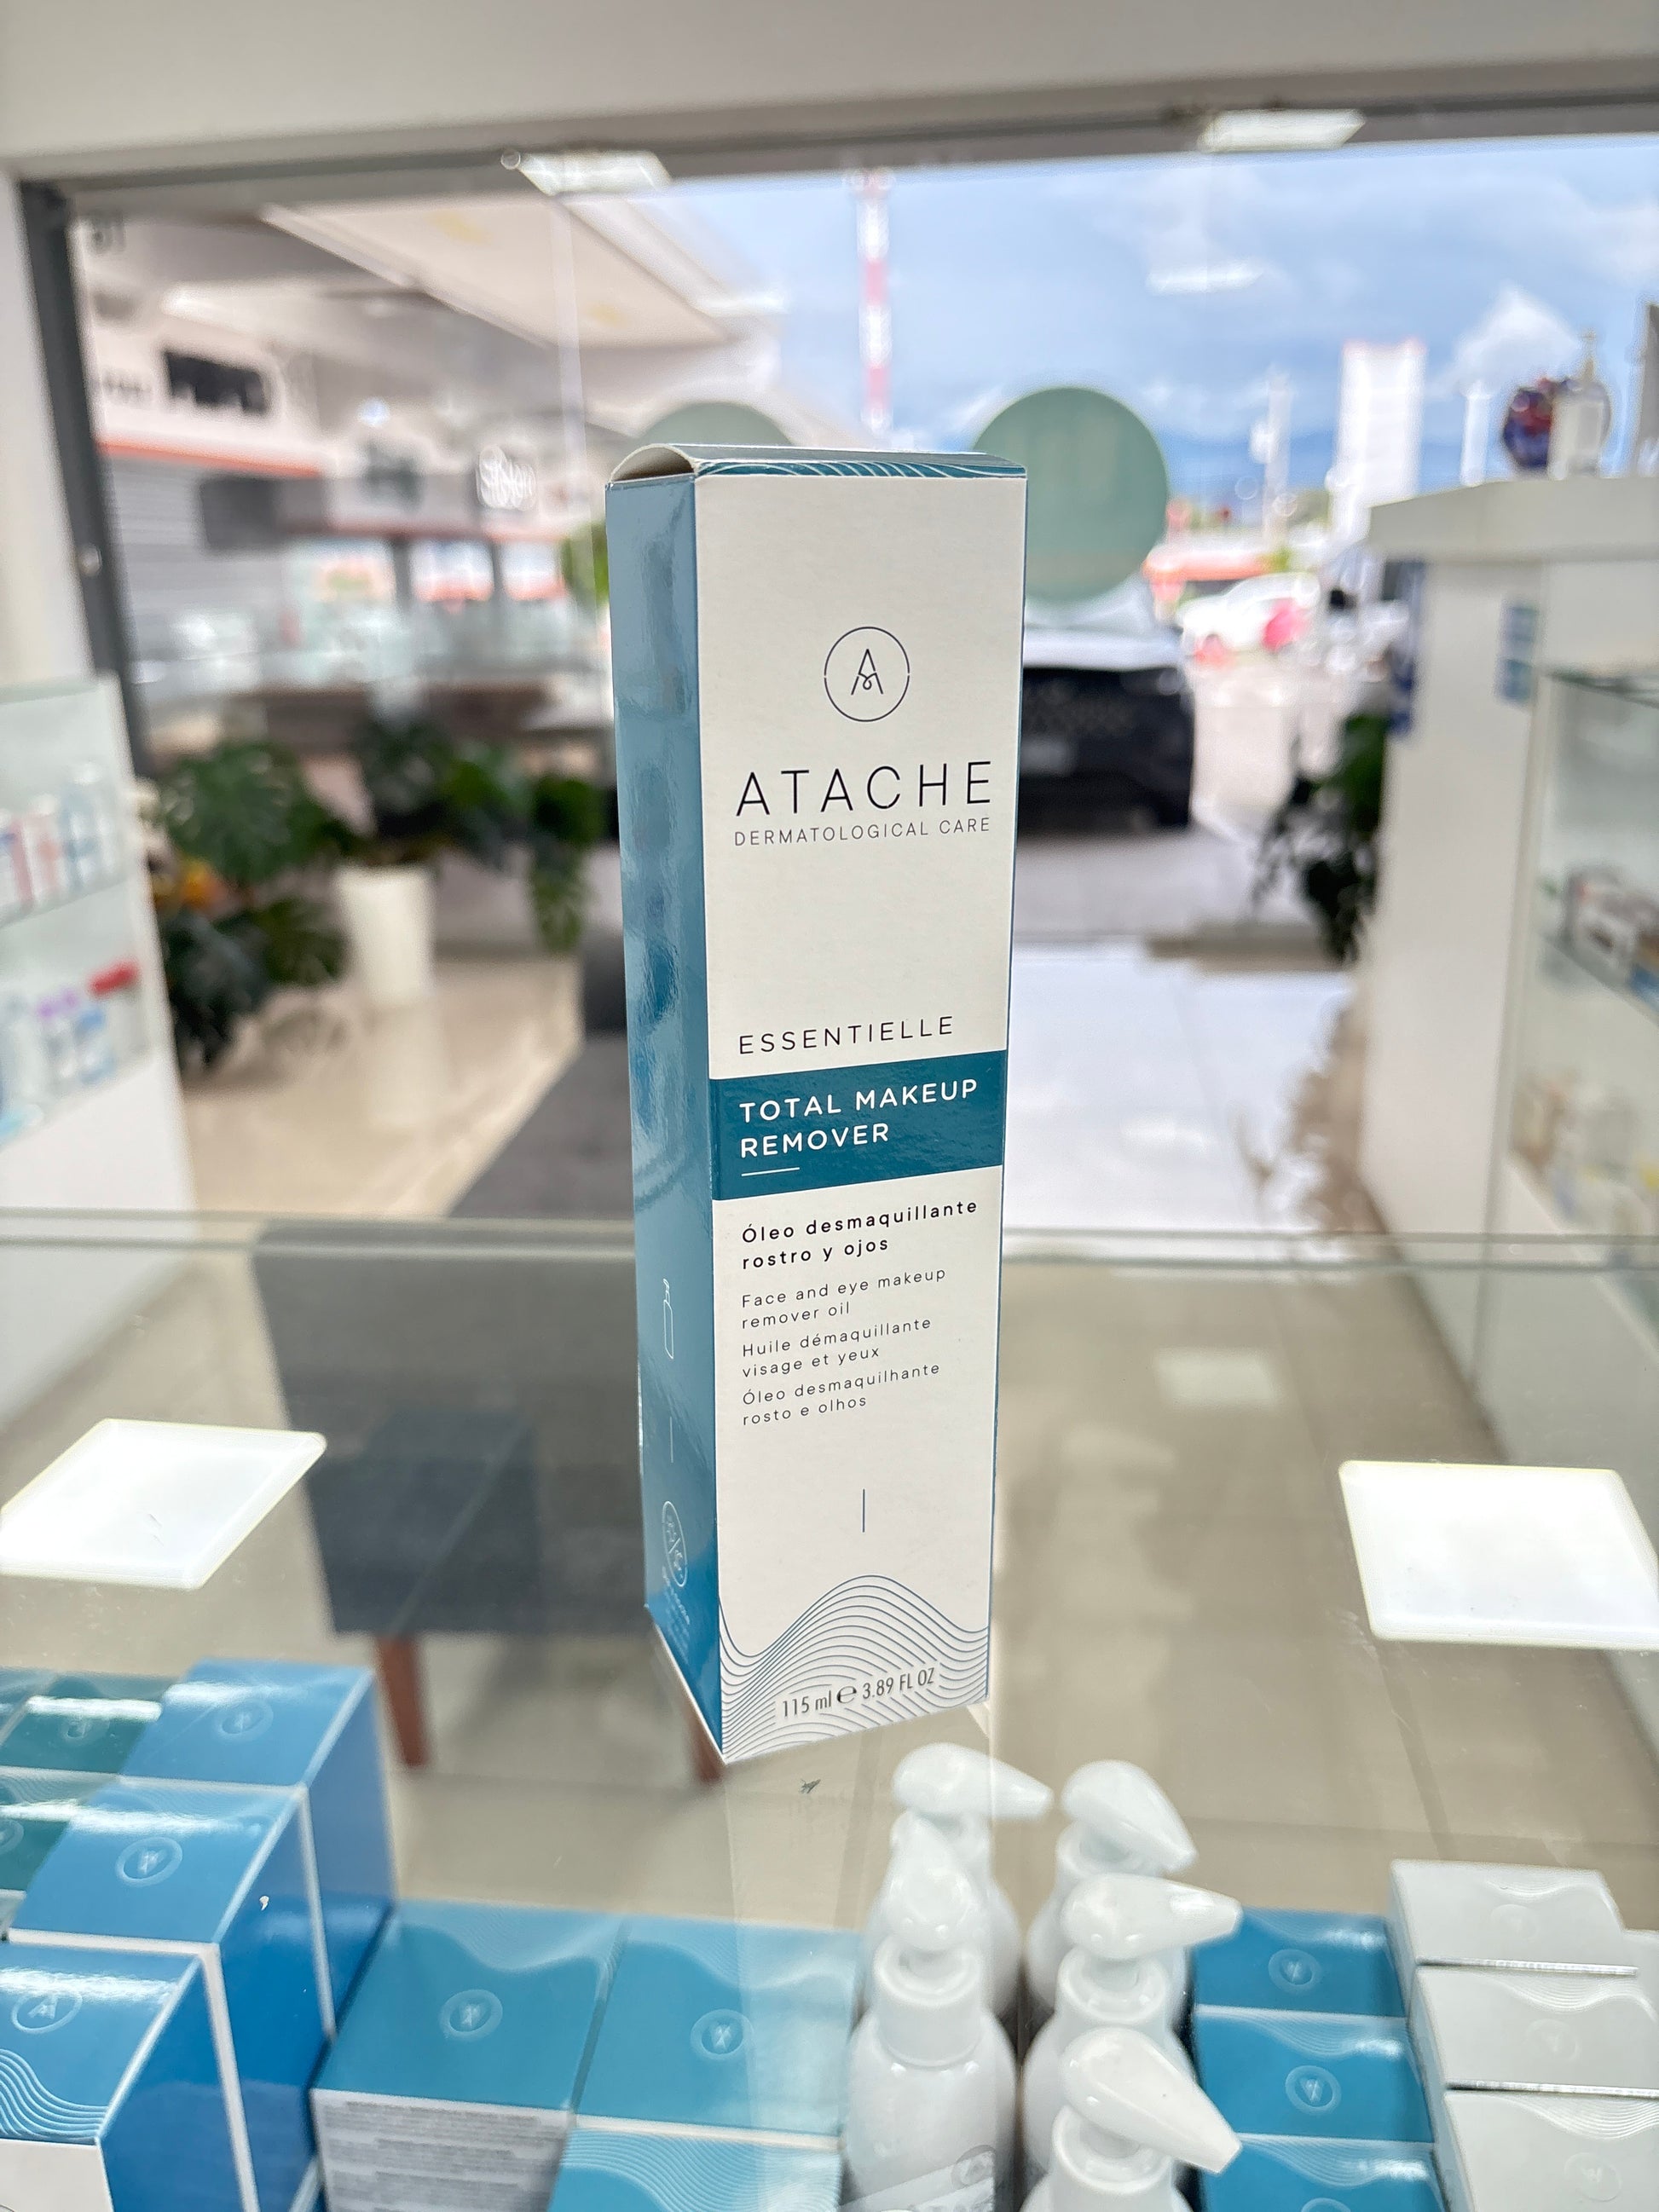 ATACHE
DERMATOLOGICAL CARE
ESSENTIELLE
TOTAL MAKEUP
REMOVER
Óleo desmaquillante
rostro y ojos
Face and eye makeup
remover oil
Huile démaquillante
visage et yeux
Óleo desmaquilhante
rosto e olhos
115 ml ℮ 3.89 FL OZ